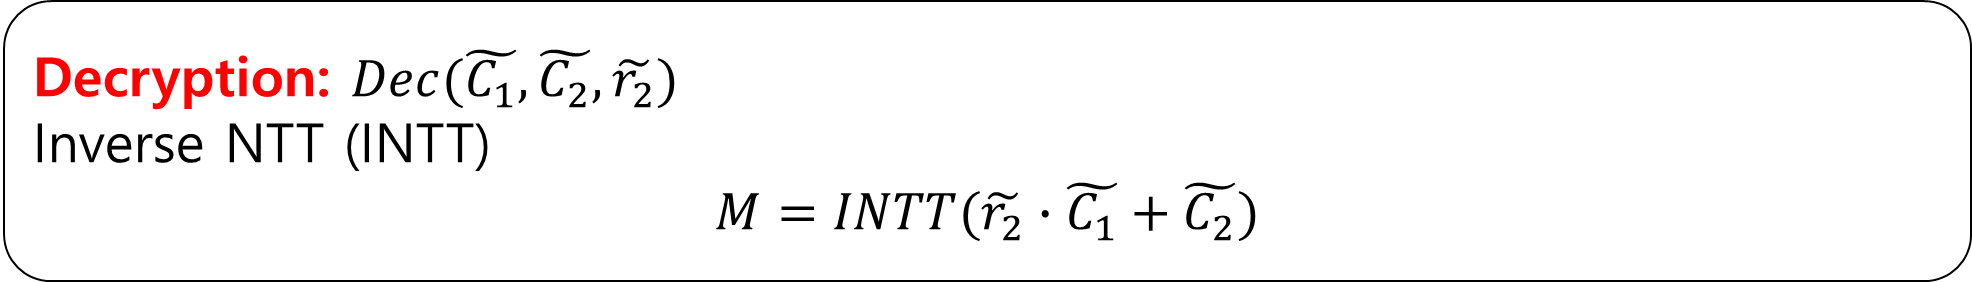 Decryption: Dec(C̃₁, C̃₂, r̃₂)
Inverse NTT (INTT)
M = INTT(r̃₂ · C̃₁ + C̃₂)